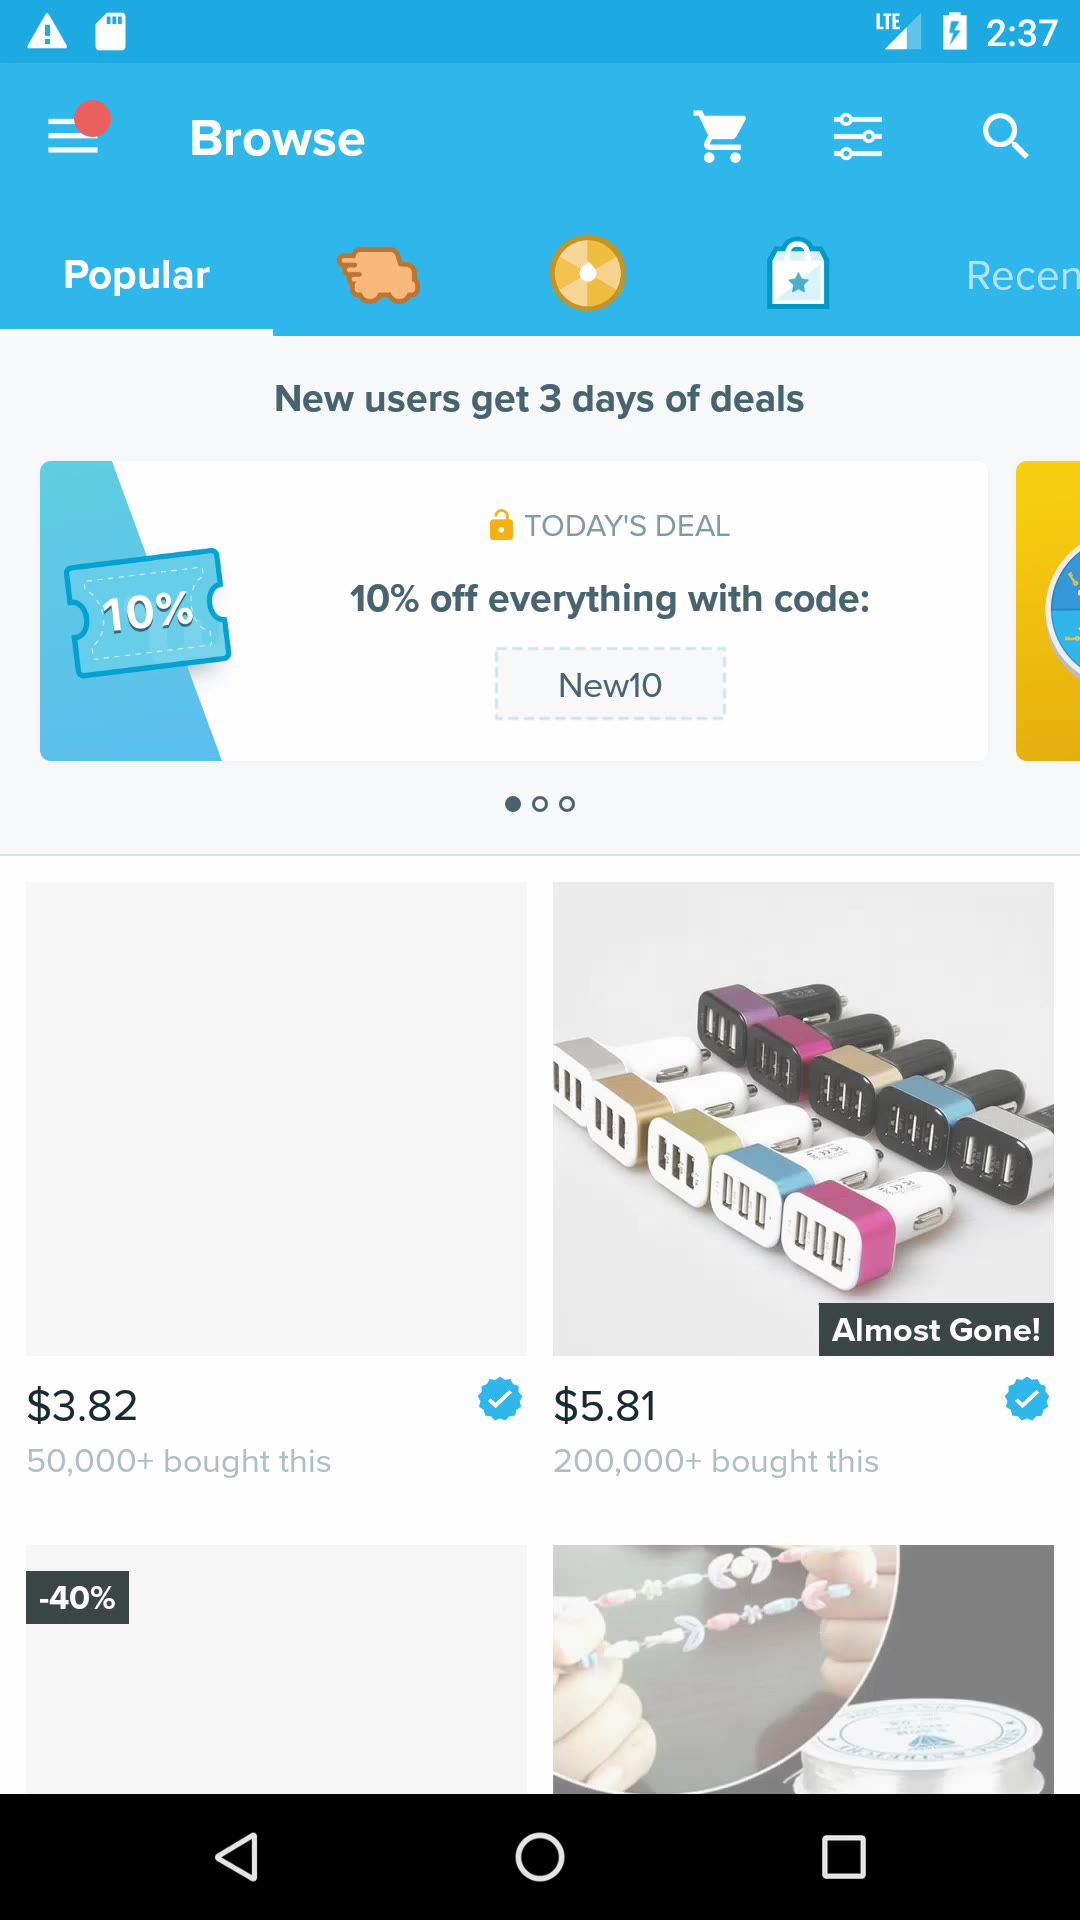 LTE 2:37
Browse
Popular
Recen
New users get 3 days of deals
TODAY'S DEAL
10% off everything with code:
10%
New10
Almost Gone!
$3.82
$5.81
50,000+ bought this
200,000+ bought this
-40%